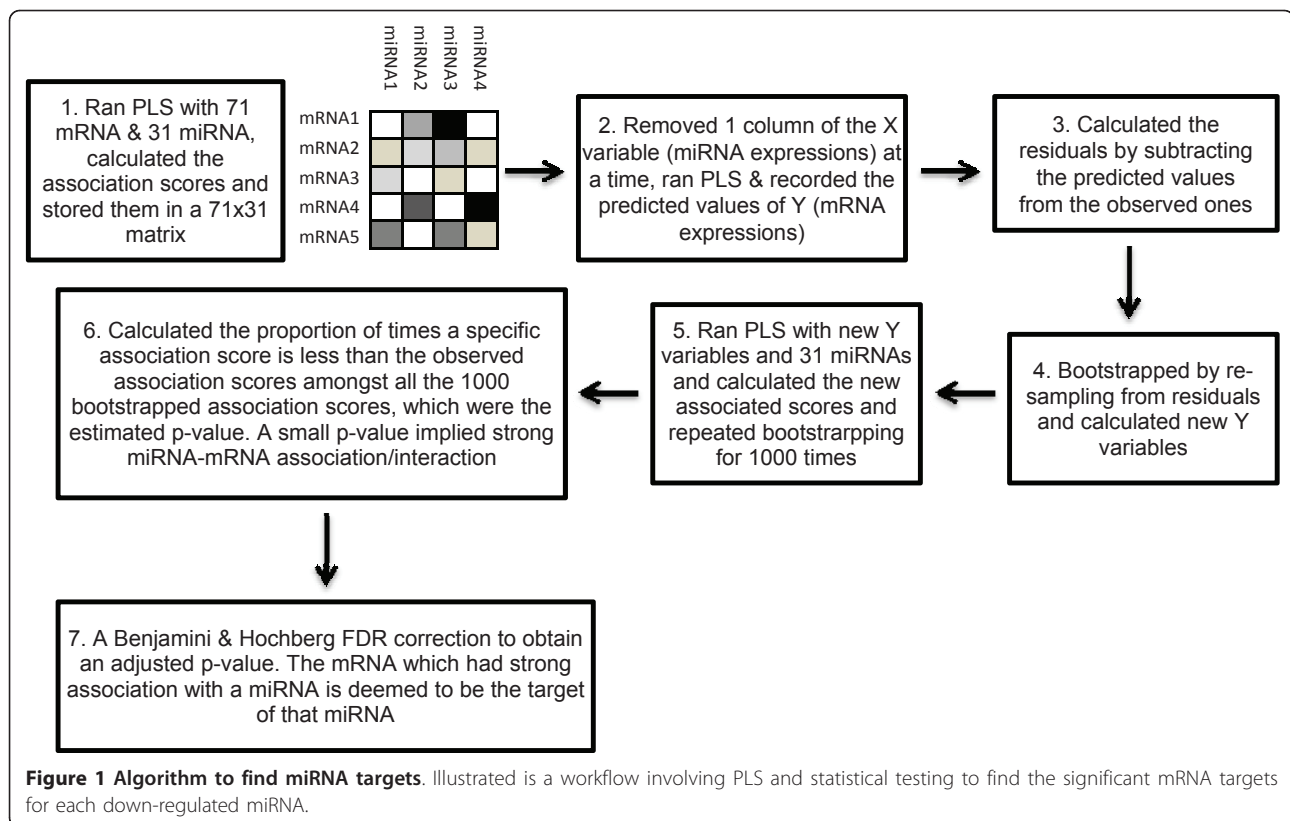 miRNA1
miRNA2
miRNA3
miRNA4
1. Ran PLS with 71
mRNA & 31 miRNA,
calculated the
association scores and
stored them in a 71x31
matrix
mRNA1
mRNA2
mRNA3
mRNA4
mRNA5
2. Removed 1 column of the X
variable (miRNA expressions) at
a time, ran PLS & recorded the
predicted values of Y (mRNA
expressions)
3. Calculated the
residuals by subtracting
the predicted values
from the observed ones
4. Bootstrapped by re-
sampling from residuals
and calculated new Y
variables
5. Ran PLS with new Y
variables and 31 miRNAs
and calculated the new
associated scores and
repeated bootstrarpping
for 1000 times
6. Calculated the proportion of times a specific
association score is less than the observed
association scores amongst all the 1000
bootstrapped association scores, which were the
estimated p-value. A small p-value implied strong
miRNA-mRNA association/interaction
7. A Benjamini & Hochberg FDR correction to obtain
an adjusted p-value. The mRNA which had strong
association with a miRNA is deemed to be the target
of that miRNA
Figure 1 Algorithm to find miRNA targets. Illustrated is a workflow involving PLS and statistical testing to find the significant mRNA targets
for each down-regulated miRNA.